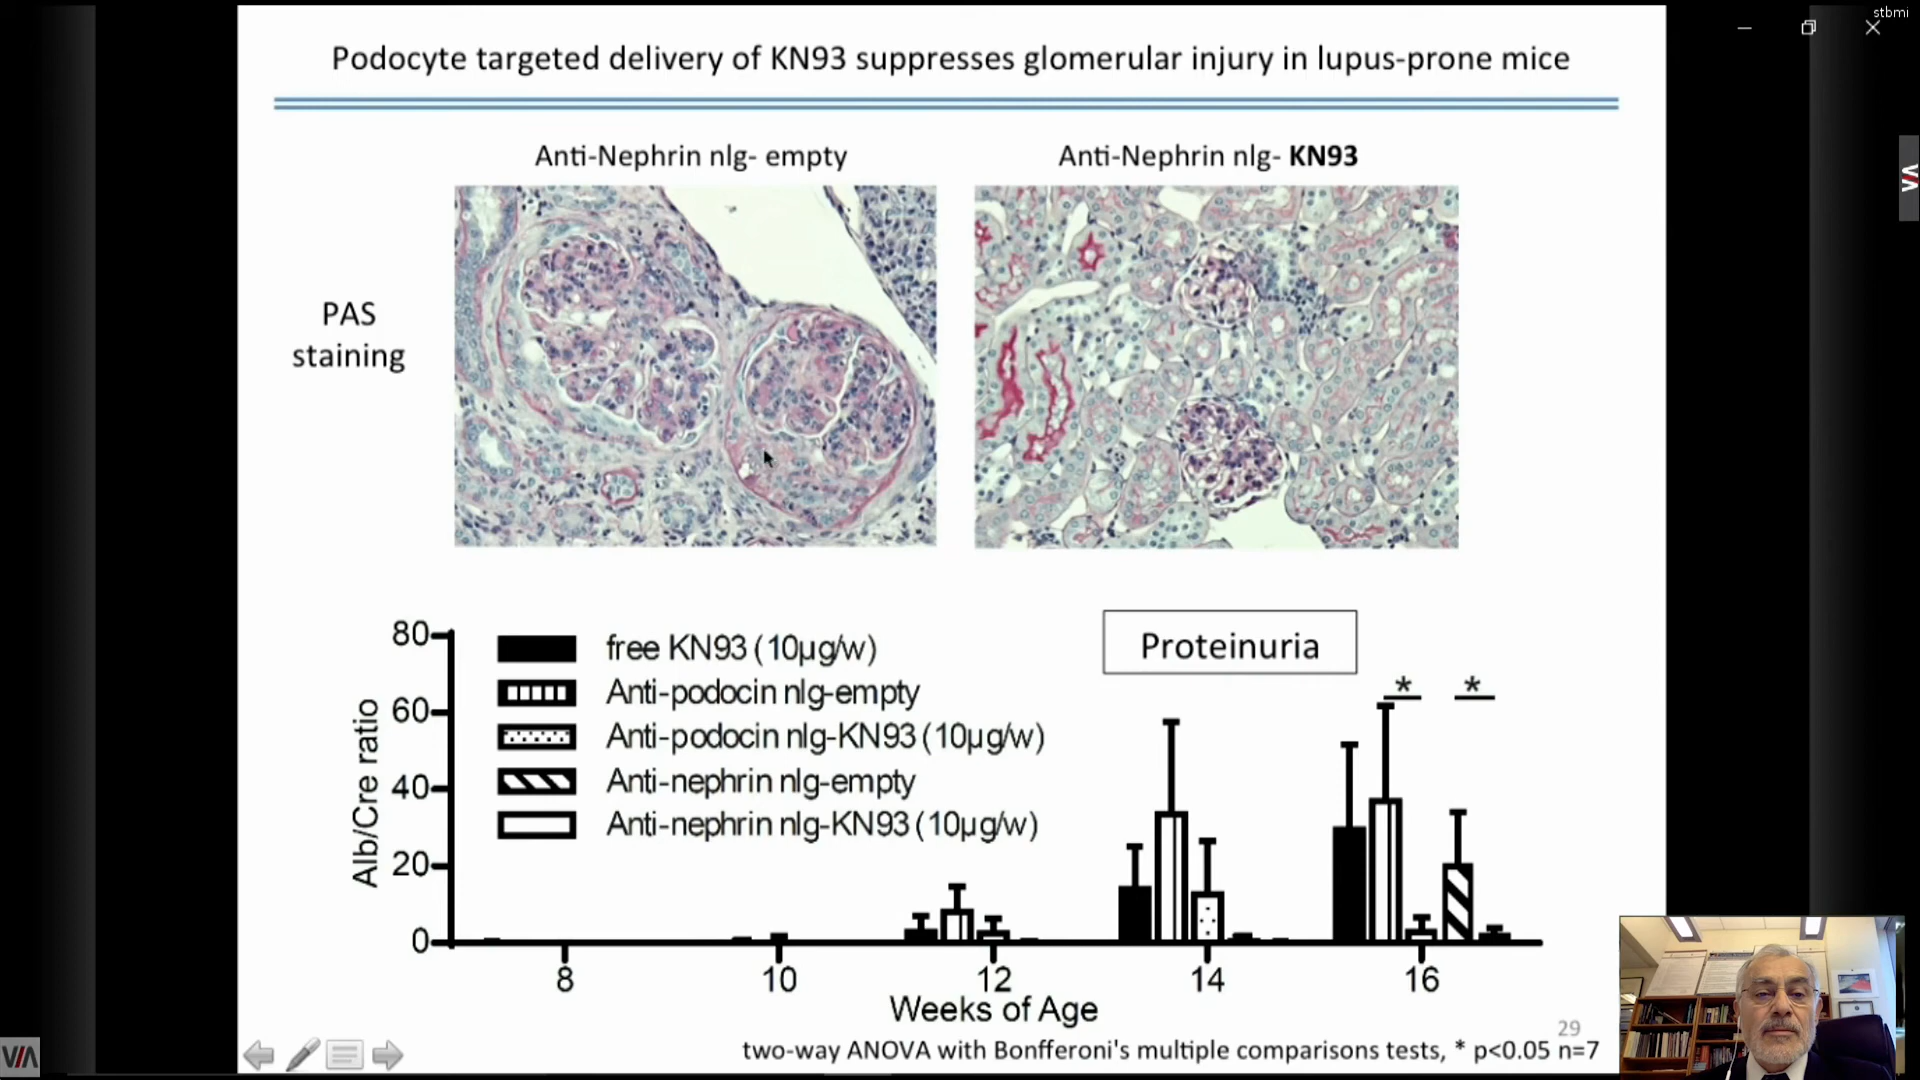 stbmi
Podocyte targeted delivery of KN93 suppresses glomerular injury in lupus-prone mice
Anti-Nephrin nlg- empty
Anti-Nephrin nlg- KN93
PAS
staining
Proteinuria
80
60
40
20
0
Alb/Cre ratio
free KN93 (10µg/w)
Anti-podocin nlg-empty
Anti-podocin nlg-KN93 (10µg/w)
Anti-nephrin nlg-empty
Anti-nephrin nlg-KN93 (10µg/w)
* *
8 10 12 14 16
Weeks of Age
29
two-way ANOVA with Bonfferoni's multiple comparisons tests, * p<0.05 n=7
VIA